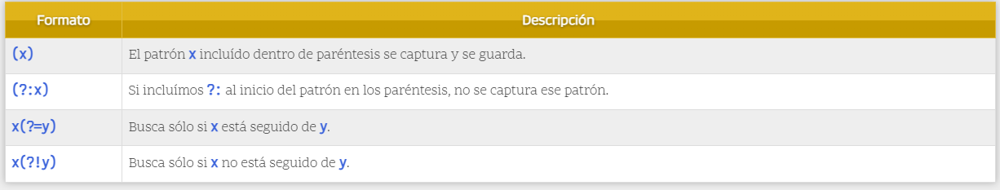 Formato Descripción
(x) El patrón x incluído dentro de paréntesis se captura y se guarda.
(?:x) Si incluímos ?: al inicio del patrón en los paréntesis, no se captura ese patrón.
x(?=y) Busca sólo si x está seguido de y.
x(?!y) Busca sólo si x no está seguido de y.